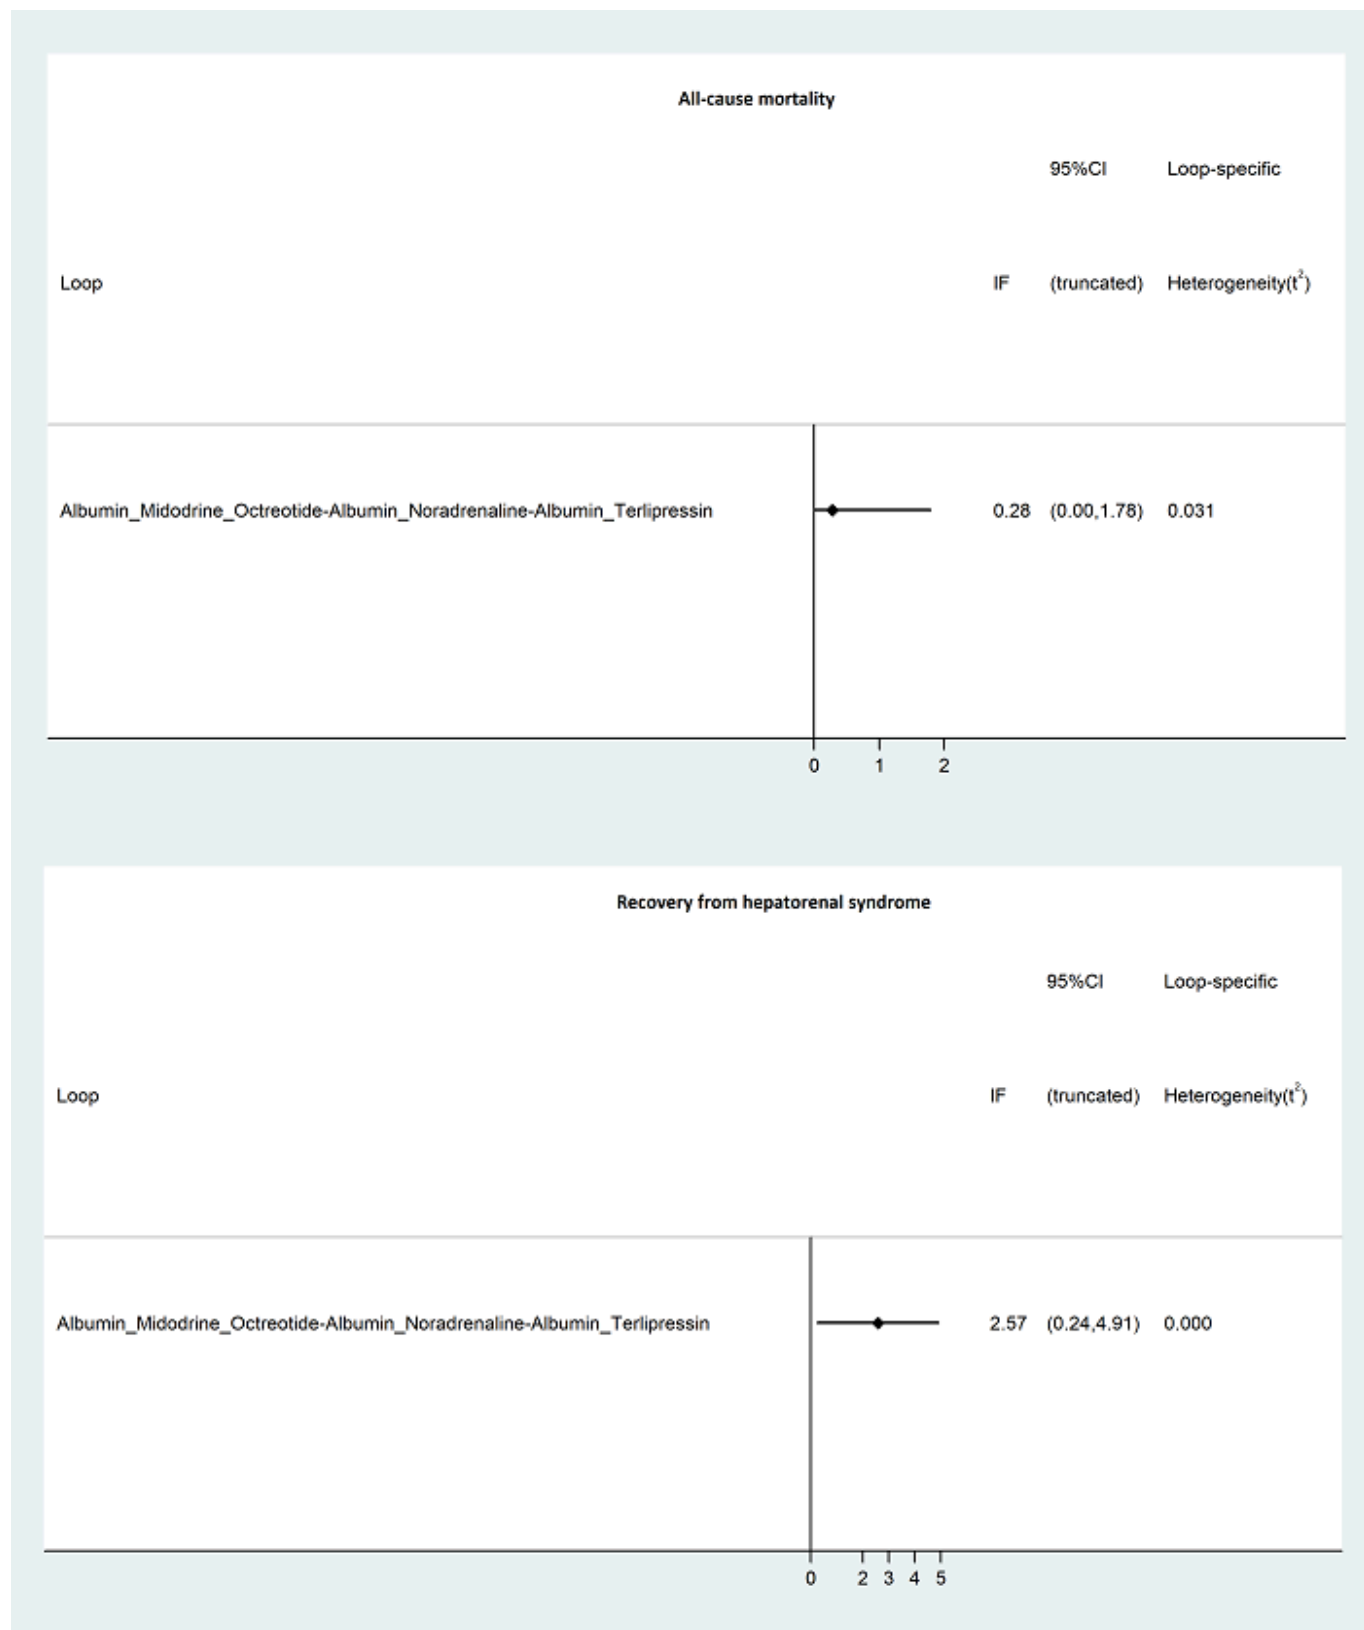 All-cause mortality
95%CI Loop-specific
Loop IF (truncated) Heterogeneity(t²)
Albumin_Midodrine_Octreotide-Albumin_Noradrenaline-Albumin_Terlipressin 0.28 (0.00,1.78) 0.031
0 1 2
Recovery from hepatorenal syndrome
95%CI Loop-specific
Loop IF (truncated) Heterogeneity(t²)
Albumin_Midodrine_Octreotide-Albumin_Noradrenaline-Albumin_Terlipressin 2.57 (0.24,4.91) 0.000
0 2 3 4 5